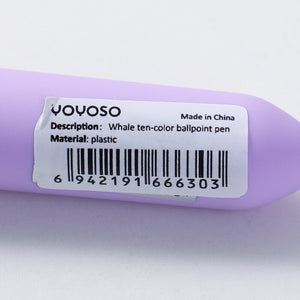 YOYOSO
Made in China
Description: Whale ten-color ballpoint pen
Material: plastic
6 942191 666303